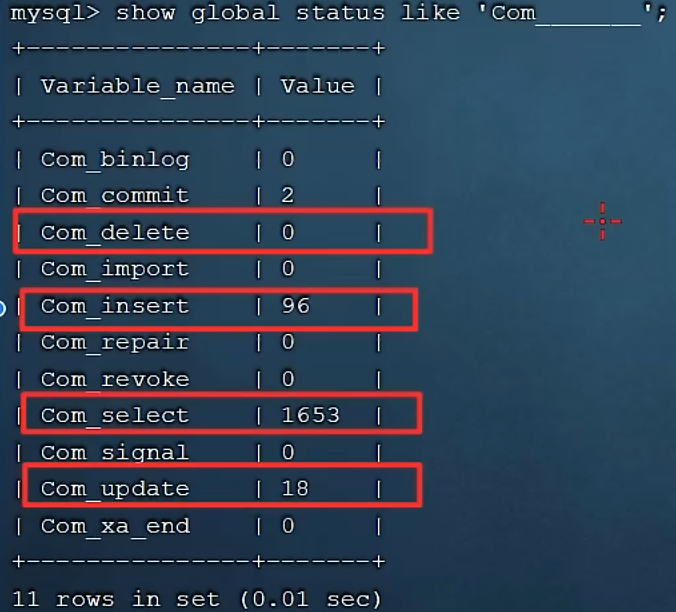 mysql> show global status like 'Com_______';
+---------------+-------+
| Variable_name | Value |
+---------------+-------+
| Com_binlog    | 0     |
| Com_commit    | 2     |
| Com_delete    | 0     |
| Com_import    | 0     |
| Com_insert    | 96    |
| Com_repair    | 0     |
| Com_revoke    | 0     |
| Com_select    | 1653  |
| Com_signal    | 0     |
| Com_update    | 18    |
| Com_xa_end    | 0     |
+---------------+-------+
11 rows in set (0.01 sec)